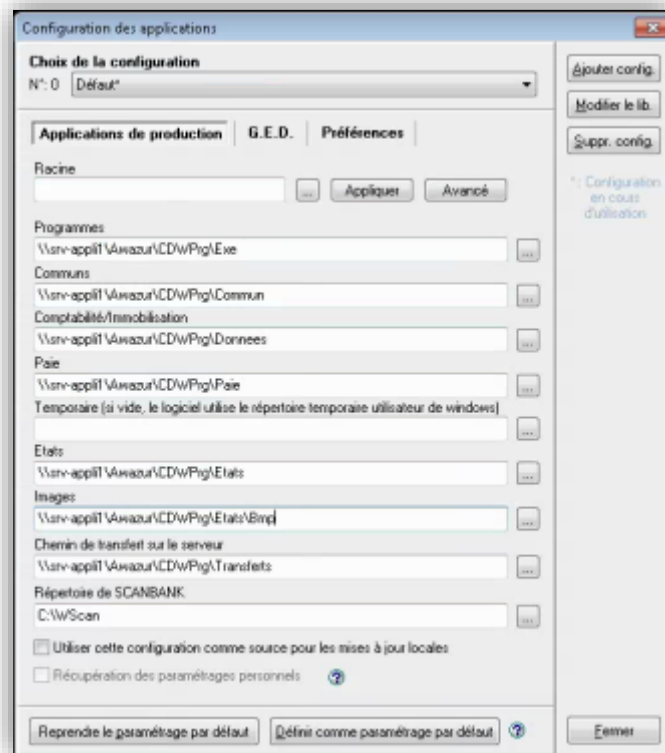 Configuration des applications
Choix de la configuration
N°: 0 Défaut*
Applications de production G.E.D. Préférences
Racine
... Appliquer Avancé
Programmes
\\srv-appli1\Awazur\CDWPrg\Exe ...
Communs
\\srv-appli1\Awazur\CDWPrg\Commun ...
Comptabilité/Immobilisation
\\srv-appli1\Awazur\CDWPrg\Donnees ...
Paie
\\srv-appli1\Awazur\CDWPrg\Paie ...
Temporaire (si vide, le logiciel utilise le répertoire temporaire utilisateur de windows)
...
Etats
\\srv-appli1\Awazur\CDWPrg\Etats ...
Images
\\srv-appli1\Awazur\CDWPrg\Etats\Bmp ...
Chemin de transfert sur le serveur
\\srv-appli1\Awazur\CDWPrg\Transferts ...
Répertoire de SCANBANK
C:\WScan ...
Utiliser cette configuration comme source pour les mises à jour locales
Récupération des paramétrages personnels ?
Reprendre le paramétrage par défaut Définir comme paramétrage par défaut ?
Ajouter config.
Modifier le lib.
Suppr. config.
* : Configuration
en cours
d'utilisation
Fermer